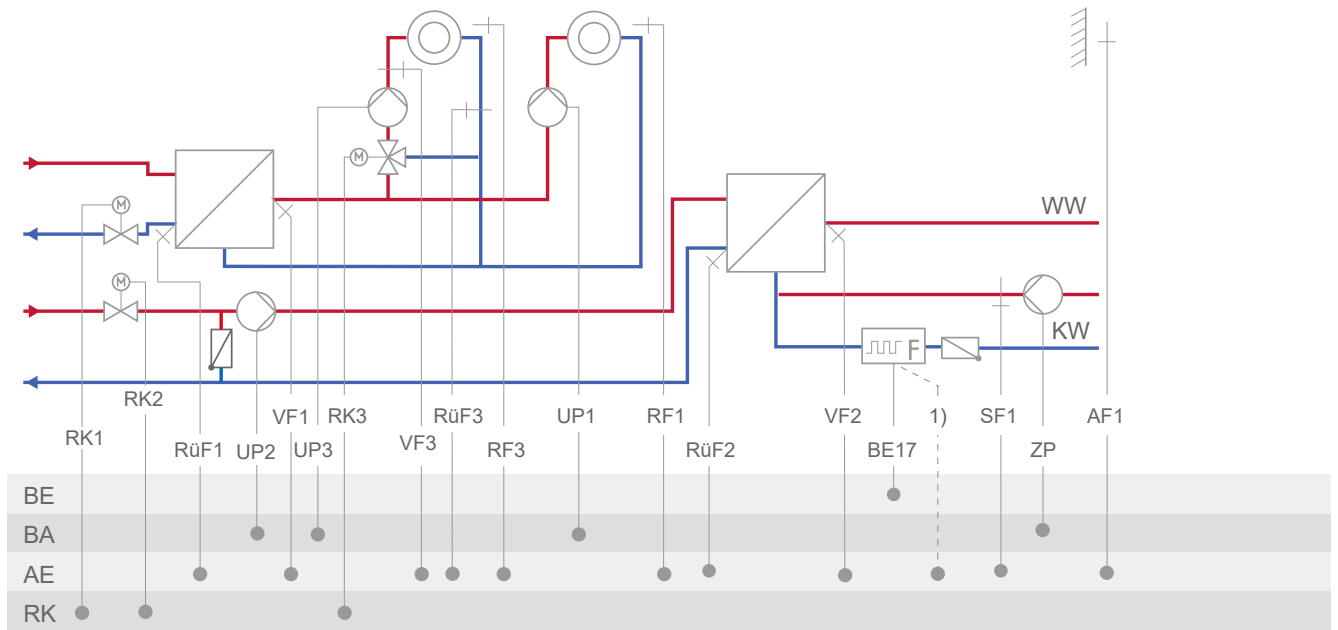 M
M
M
WW
KW
F
RK1
RK2
RüF1
UP2
VF1
UP3
RK3
VF3
RüF3
RF3
UP1
RF1
RüF2
VF2
BE17
1)
SF1
ZP
AF1
BE
BA
AE
RK